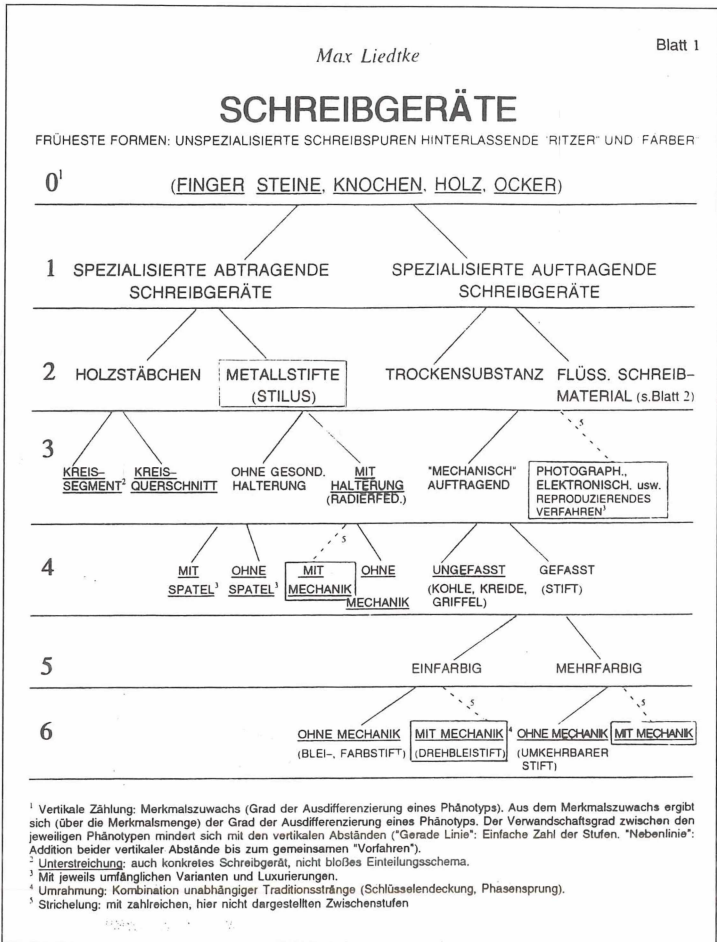 Max Liedtke
Blatt 1
SCHREIBGERÄTE
FRÜHESTE FORMEN: UNSPEZIALISIERTE SCHREIBSPUREN HINTERLASSENDE "RITZER" UND FÄRBER"
0¹ (FINGER STEINE, KNOCHEN, HOLZ, OCKER)
1 SPEZIALISIERTE ABTRAGENDE SPEZIALISIERTE AUFTRAGENDE
SCHREIBGERÄTE SCHREIBGERÄTE
2 HOLZSTÄBCHEN METALLSTIFTE TROCKENSUBSTANZ FLÜSS. SCHREIB-
(STILUS) MATERIAL (s.Blatt 2)
5
3
KREIS- KREIS- OHNE GESOND. MIT "MECHANISCH" PHOTOGRAPH.,
SEGMENT² QUERSCHNITT HALTERUNG HALTERUNG AUFTRAGEND ELEKTRONISCH. usw.
(RADIERFED.) REPRODUZIERENDES
VERFAHREN³
5
4 MIT OHNE MIT OHNE UNGEFASST GEFASST
SPATEL³ SPATEL³ MECHANIK MECHANIK (KOHLE, KREIDE, (STIFT)
GRIFFEL)
5 EINFARBIG MEHRFARBIG
5 5
6 OHNE MECHANIK MIT MECHANIK ⁴ OHNE MECHANIK MIT MECHANIK
(BLEI-, FARBSTIFT) (DREHBLEISTIFT) (UMKEHRBARER
STIFT)
¹ Vertikale Zählung: Merkmalszuwachs (Grad der Ausdifferenzierung eines Phänotyps). Aus dem Merkmalszuwachs ergibt
sich (über die Merkmalsmenge) der Grad der Ausdifferenzierung eines Phänotyps. Der Verwandschaftsgrad zwischen den
jeweiligen Phänotypen mindert sich mit den vertikalen Abständen ("Gerade Linie": Einfache Zahl der Stufen. "Nebenlinie":
Addition beider vertikaler Abstände bis zum gemeinsamen "Vorfahren").
² Unterstreichung: auch konkretes Schreibgerät, nicht bloßes Einteilungsschema.
³ Mit jeweils umfänglichen Varianten und Luxurierungen.
⁴ Umrahmung: Kombination unabhängiger Traditionsstränge (Schlüsselendeckung, Phasensprung).
⁵ Strichelung: mit zahlreichen, hier nicht dargestellten Zwischenstufen